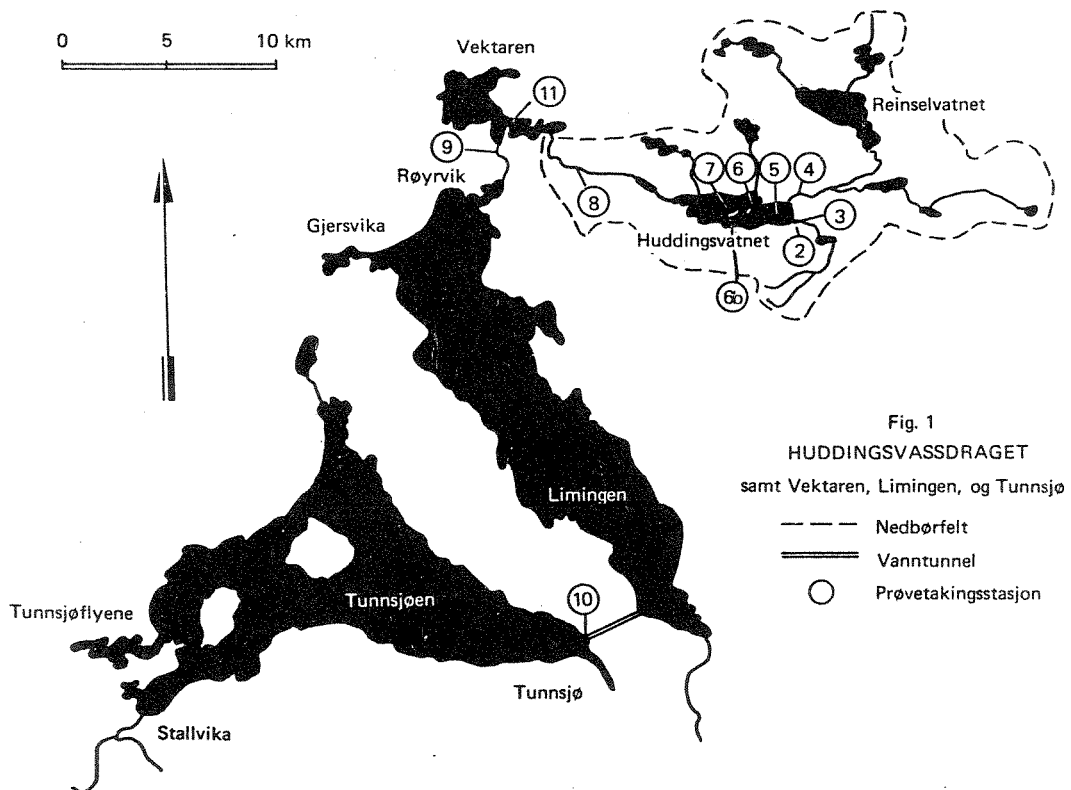 0 5 10 km
Vektaren
11
Reinselvatnet
9
7 6 5 4
Røyrvik
8
3
Gjersvika
Huddingsvatnet
2
6b
Fig. 1
HUDDINGSVASSDRAGET
samt Vektaren, Limingen, og Tunnsjø
Limingen
Nedbørfelt
Vanntunnel
Tunnsjøflyene
Tunnsjøen
10
Prøvetakingsstasjon
Tunnsjø
Stallvika